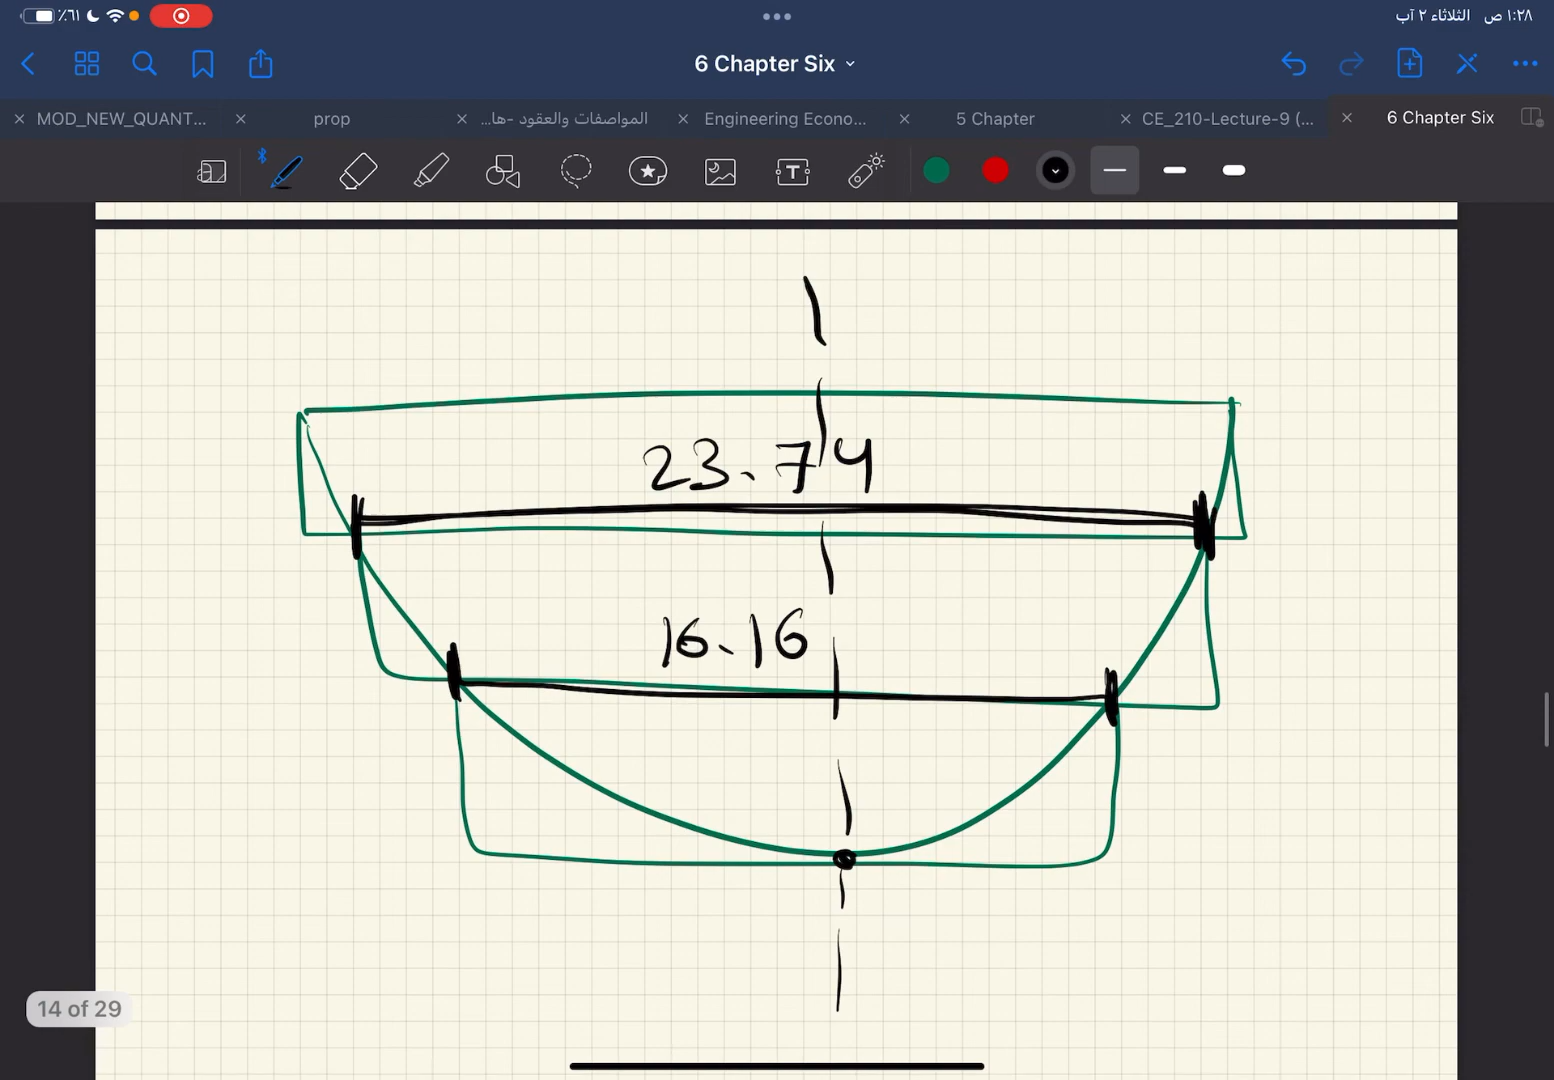 ٪٦١
١:٢٨ ص الثلاثاء ٢ آب
6 Chapter Six
MOD_NEW_QUANT...
prop
المواصفات والعقود -ها...
Engineering Econo...
5 Chapter
CE_210-Lecture-9 (...
6 Chapter Six
T
23.74
16.16
14 of 29